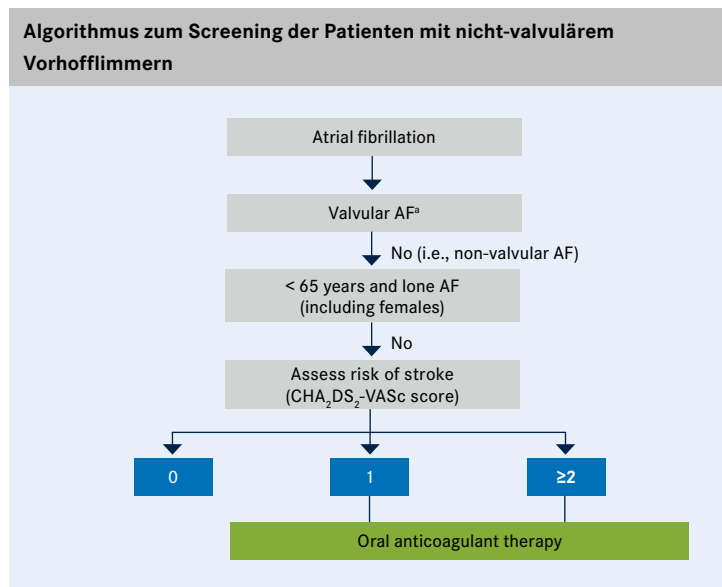 Algorithmus zum Screening der Patienten mit nicht-valvulärem
Vorhofflimmern
Atrial fibrillation
Valvular AFᵃ
No (i.e., non-valvular AF)
< 65 years and lone AF
(including females)
No
Assess risk of stroke
(CHA₂DS₂-VASc score)
0
1
≥2
Oral anticoagulant therapy